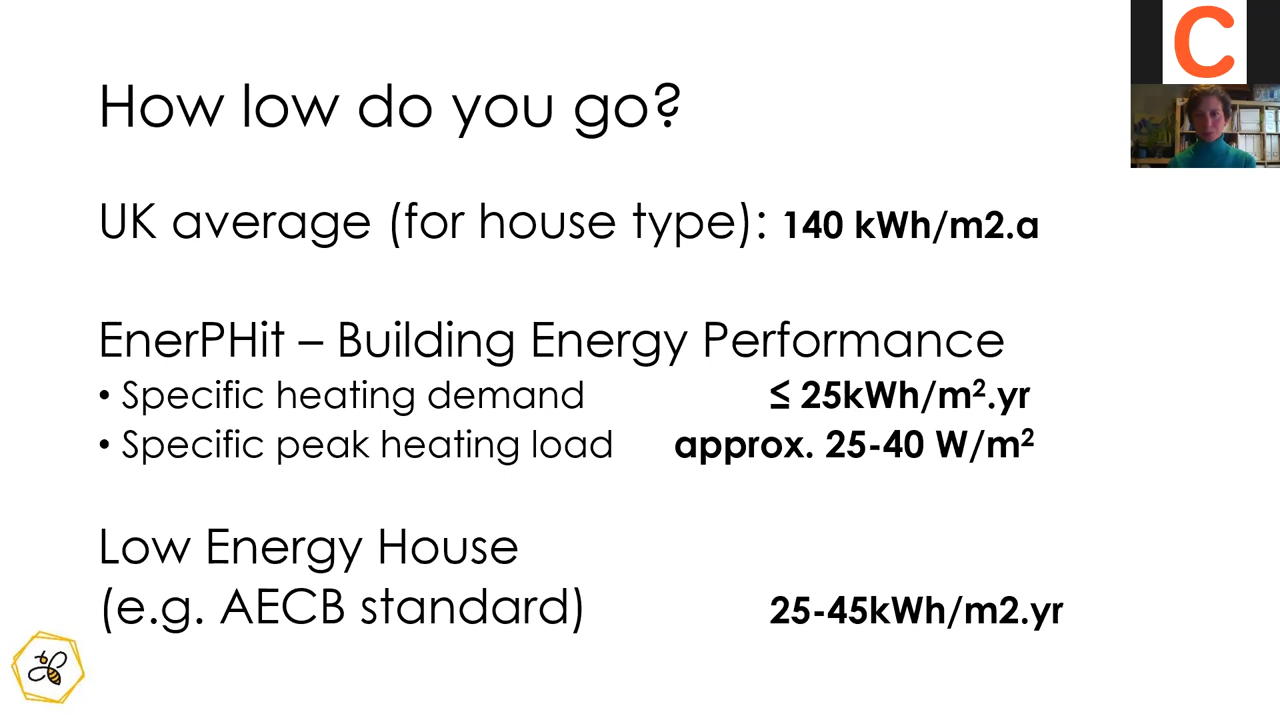 C
How low do you go?
UK average (for house type): 140 kWh/m2.a
EnerPHit – Building Energy Performance
• Specific heating demand ≤ 25kWh/m².yr
• Specific peak heating load approx. 25-40 W/m²
Low Energy House
(e.g. AECB standard) 25-45kWh/m2.yr